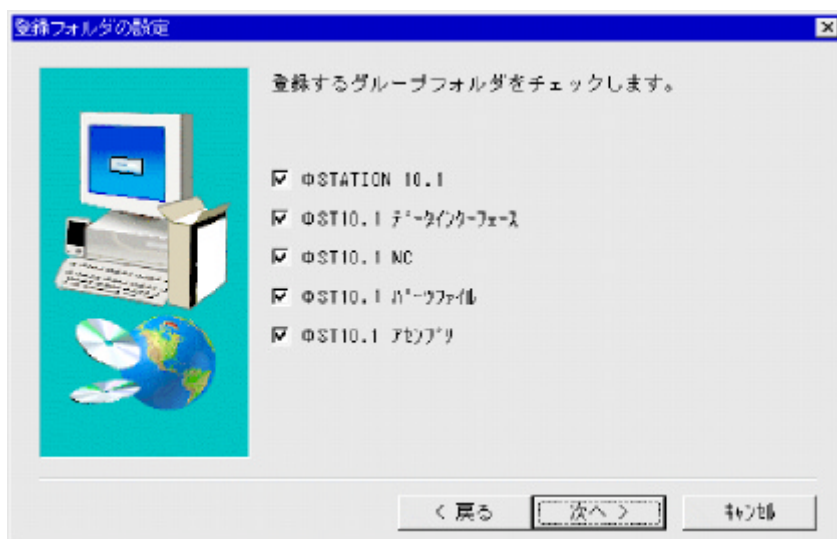 登録フォルダの設定
登録するグループフォルダをチェックします。
ΦSTATION 10.1
ΦST10.1 ﾃﾞｰﾀｲﾝﾀｰﾌｪｰｽ
ΦST10.1 NC
ΦST10.1 ﾊﾟｰﾂﾌｧｲﾙ
ΦST10.1 ｱｾﾝﾌﾞﾘ
< 戻る
次へ >
ｷｬﾝｾﾙ